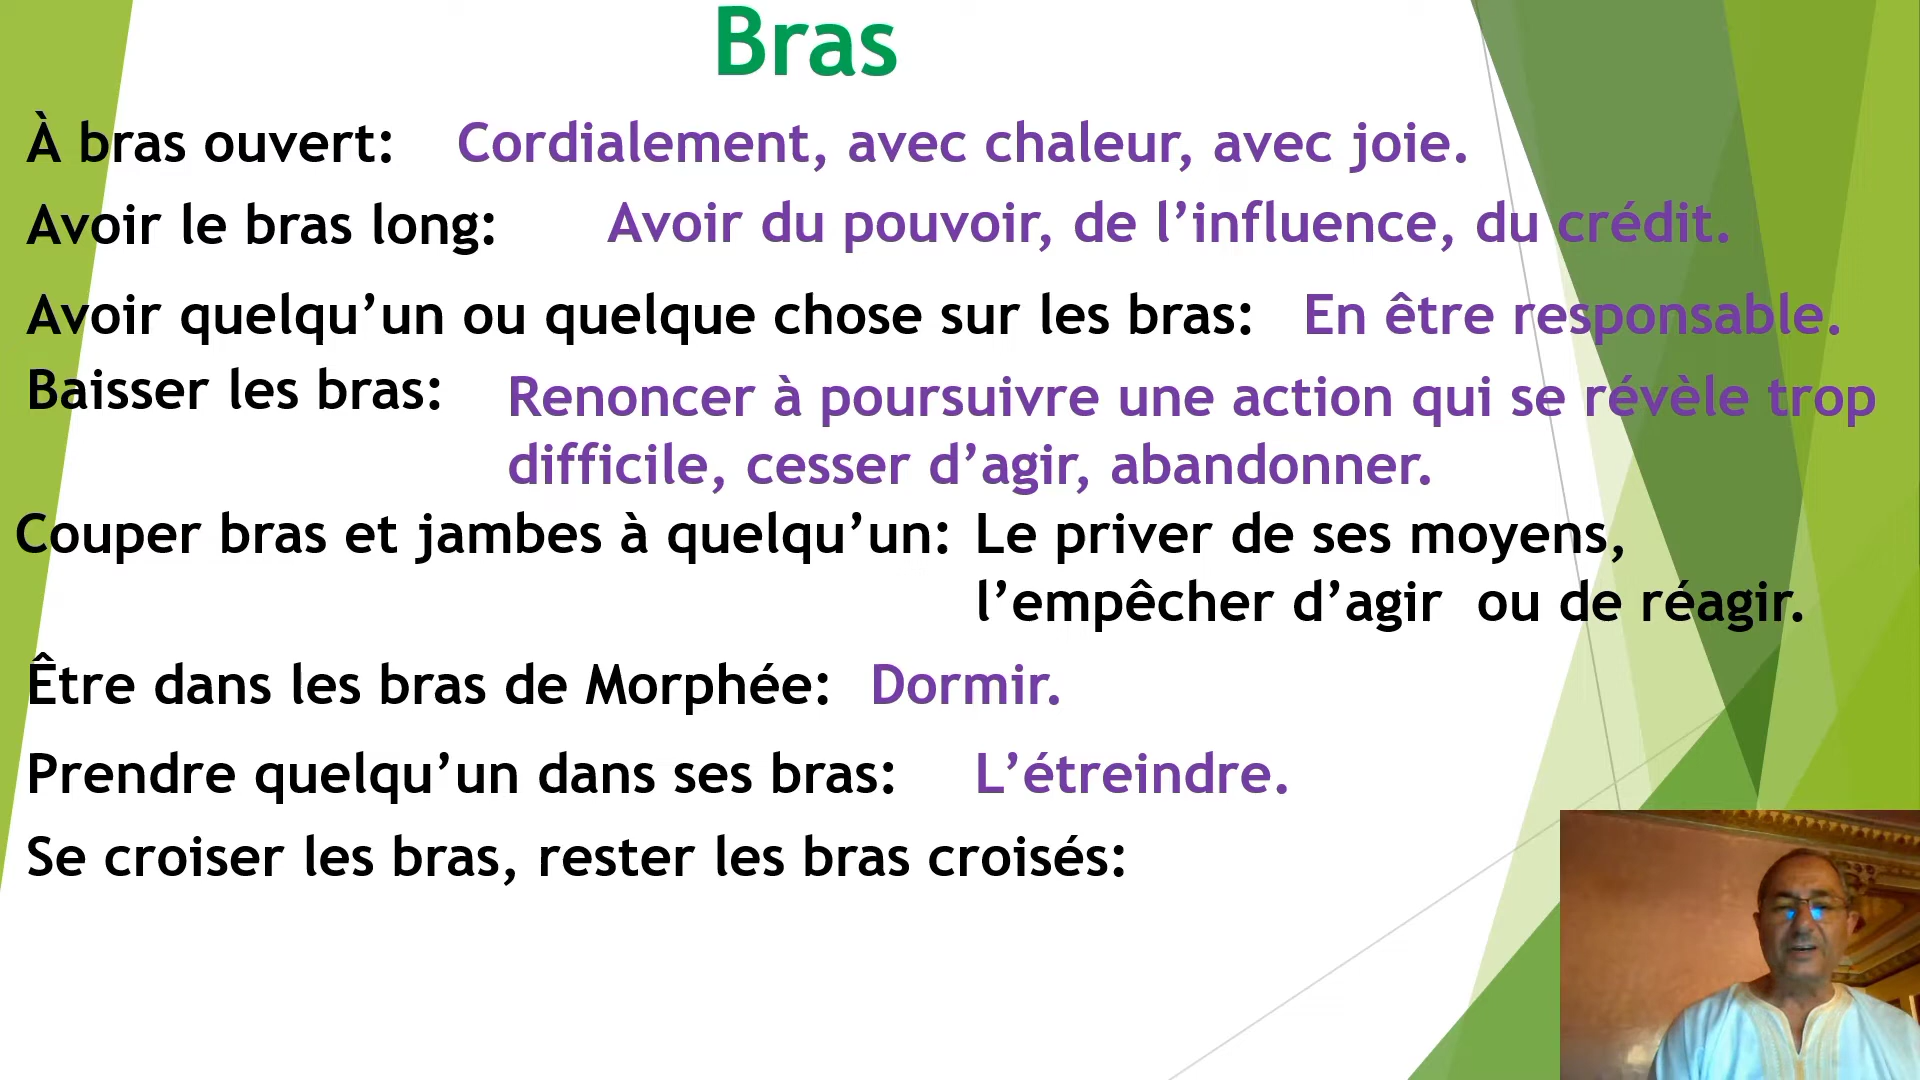 Bras
À bras ouvert: Cordialement, avec chaleur, avec joie.
Avoir le bras long: Avoir du pouvoir, de l’influence, du crédit.
Avoir quelqu’un ou quelque chose sur les bras: En être responsable.
Baisser les bras: Renoncer à poursuivre une action qui se révèle trop
difficile, cesser d’agir, abandonner.
Couper bras et jambes à quelqu’un: Le priver de ses moyens,
l’empêcher d’agir ou de réagir.
Être dans les bras de Morphée: Dormir.
Prendre quelqu’un dans ses bras: L’étreindre.
Se croiser les bras, rester les bras croisés: